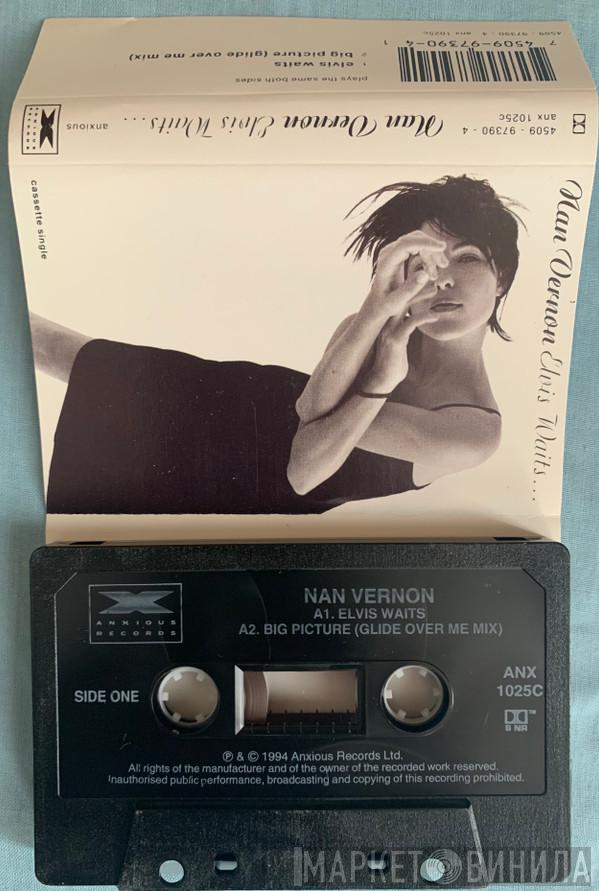 4509 - 97390 - 4 anx 1025c
7 4509-97390-4 1
plays the same both sides
1 elvis waits
2 big picture (glide over me mix)
4509 - 97390 - 4
anx 1025c
Nan Vernon Elvis Waits...
anxious
X
ANXIOUS
RECORDS
cassette single
Nan Vernon Elvis Waits...
X
ANXIOUS
RECORDS
NAN VERNON
A1. ELVIS WAITS
A2. BIG PICTURE (GLIDE OVER ME MIX)
SIDE ONE
ANX
1025C
™
B NR
℗ & © 1994 Anxious Records Ltd.
All rights of the manufacturer and of the owner of the recorded work reserved.
Unauthorised public performance, broadcasting and copying of this recording prohibited.
МАРКЕТ ВИНИЛА